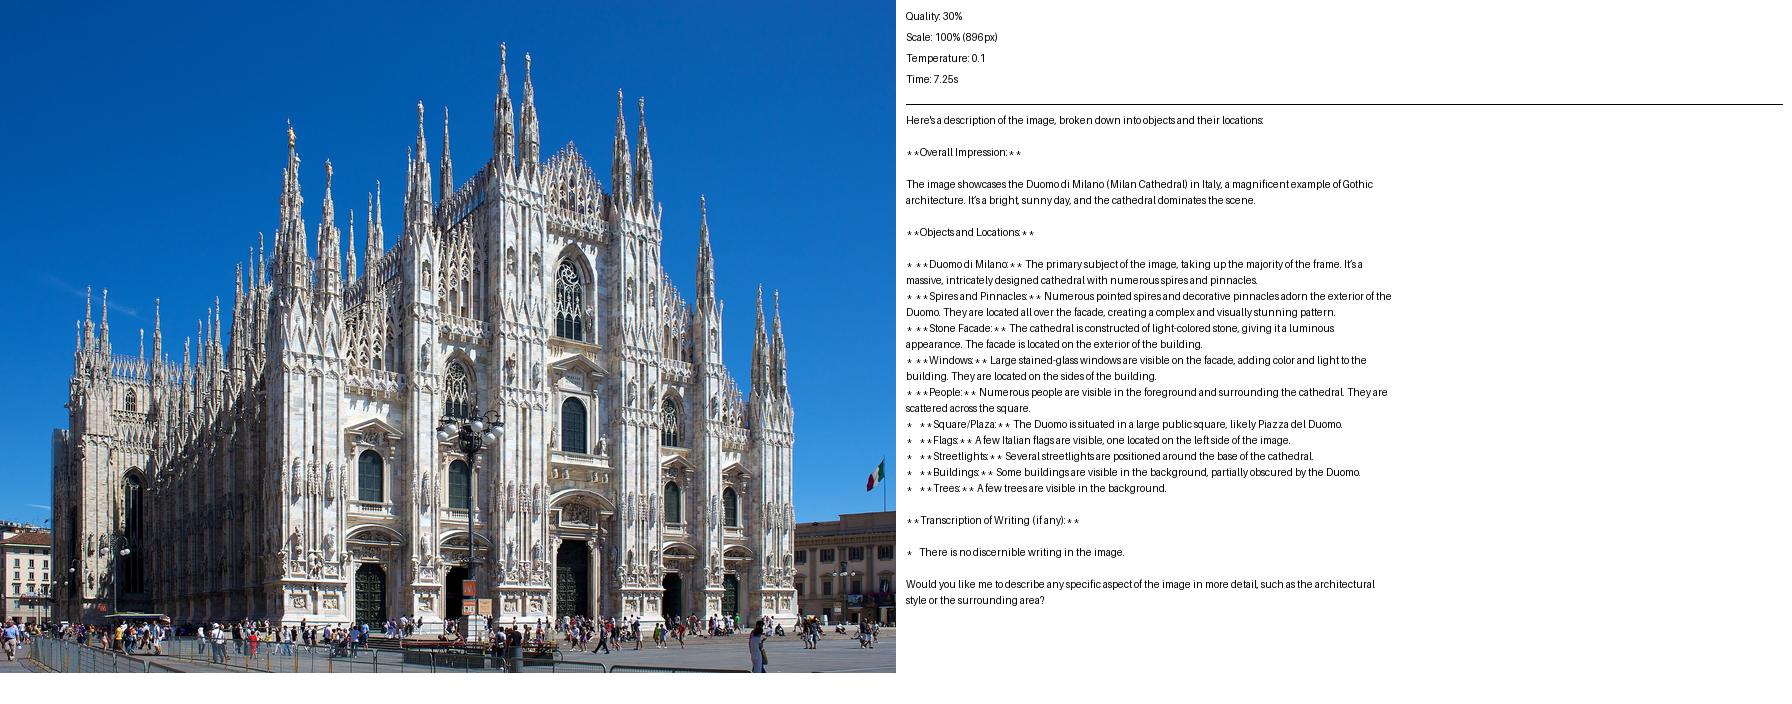 Quality: 30%
Scale: 100% (896px)
Temperature: 0.1
Time: 7.25s
Here's a description of the image, broken down into objects and their locations:
**Overall Impression:**
The image showcases the Duomo di Milano (Milan Cathedral) in Italy, a magnificent example of Gothic
architecture. It's a bright, sunny day, and the cathedral dominates the scene.
**Objects and Locations:**
* **Duomo di Milano:** The primary subject of the image, taking up the majority of the frame. It's a
massive, intricately designed cathedral with numerous spires and pinnacles.
* **Spires and Pinnacles:** Numerous pointed spires and decorative pinnacles adorn the exterior of the
Duomo. They are located all over the facade, creating a complex and visually stunning pattern.
* **Stone Facade:** The cathedral is constructed of light-colored stone, giving it a luminous
appearance. The facade is located on the exterior of the building.
* **Windows:** Large stained-glass windows are visible on the facade, adding color and light to the
building. They are located on the sides of the building.
* **People:** Numerous people are visible in the foreground and surrounding the cathedral. They are
scattered across the square.
*   **Square/Plaza:** The Duomo is situated in a large public square, likely Piazza del Duomo.
*   **Flags:** A few Italian flags are visible, one located on the left side of the image.
*   **Streetlights:** Several streetlights are positioned around the base of the cathedral.
*   **Buildings:** Some buildings are visible in the background, partially obscured by the Duomo.
*   **Trees:** A few trees are visible in the background.
**Transcription of Writing (if any):**
*   There is no discernible writing in the image.
Would you like me to describe any specific aspect of the image in more detail, such as the architectural
style or the surrounding area?